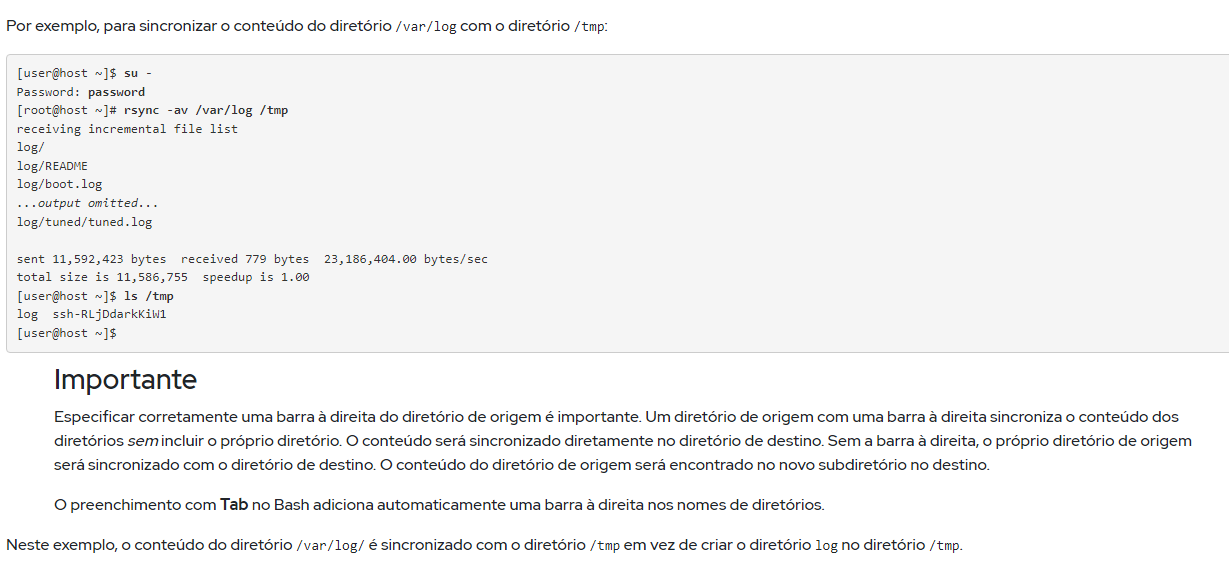 Por exemplo, para sincronizar o conteúdo do diretório /var/log com o diretório /tmp:
[user@host ~]$ su -
Password: password
[root@host ~]# rsync -av /var/log /tmp
receiving incremental file list
log/
log/README
log/boot.log
...output omitted...
log/tuned/tuned.log
sent 11,592,423 bytes  received 779 bytes  23,186,404.00 bytes/sec
total size is 11,586,755  speedup is 1.00
[user@host ~]$ ls /tmp
log  ssh-RLjDdarkKiW1
[user@host ~]$
Importante
Especificar corretamente uma barra à direita do diretório de origem é importante. Um diretório de origem com uma barra à direita sincroniza o conteúdo dos
diretórios sem incluir o próprio diretório. O conteúdo será sincronizado diretamente no diretório de destino. Sem a barra à direita, o próprio diretório de origem
será sincronizado com o diretório de destino. O conteúdo do diretório de origem será encontrado no novo subdiretório no destino.
O preenchimento com Tab no Bash adiciona automaticamente uma barra à direita nos nomes de diretórios.
Neste exemplo, o conteúdo do diretório /var/log/ é sincronizado com o diretório /tmp em vez de criar o diretório log no diretório /tmp.